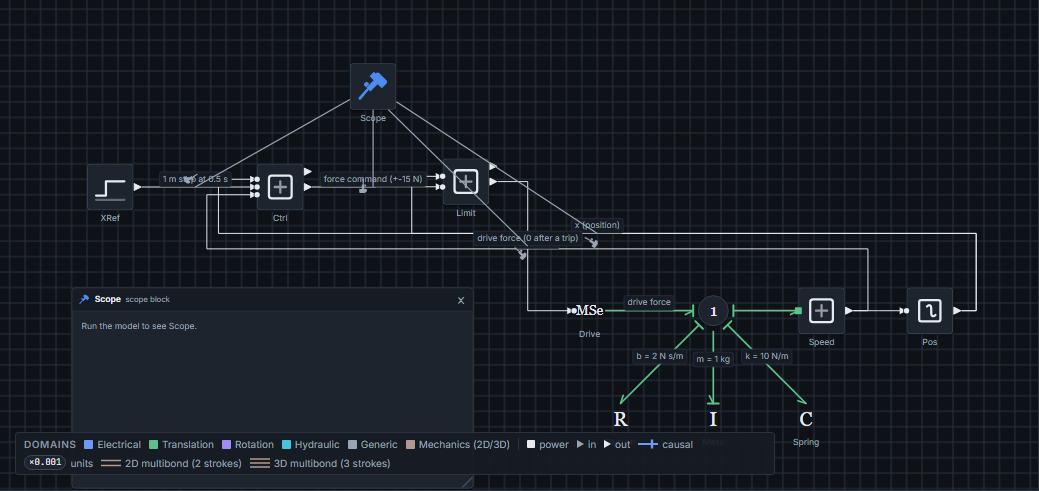 Scope
1 m step at 0.5 s
force command (+-15 N)
XRef
Ctrl
Limit
x (position)
drive force (0 after a trip)
Scope scope block x
Run the model to see Scope.
MSe
drive force
1
Drive
Speed
Pos
b = 2 N s/m
m = 1 kg
k = 10 N/m
R
I
C
Spring
DOMAINS Electrical Translation Rotation Hydraulic Generic Mechanics (2D/3D) power in out causal
×0.001 units 2D multibond (2 strokes) 3D multibond (3 strokes)